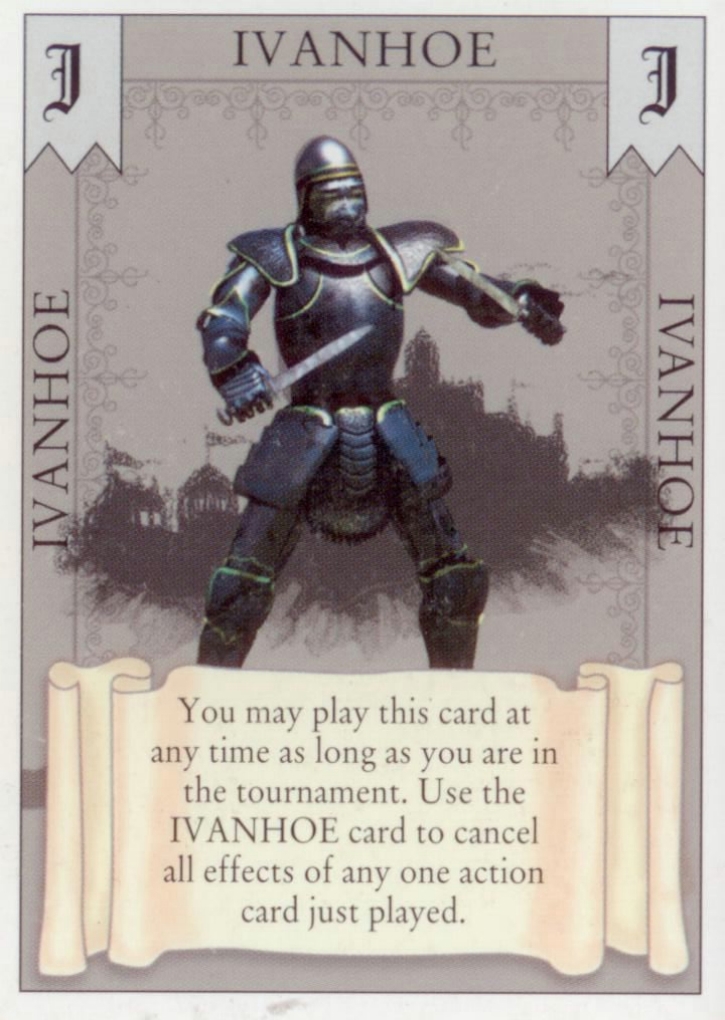 I
IVANHOE
I
IVANHOE
IVANHOE
You may play this card at
any time as long as you are in
the tournament. Use the
IVANHOE card to cancel
all effects of any one action
card just played.